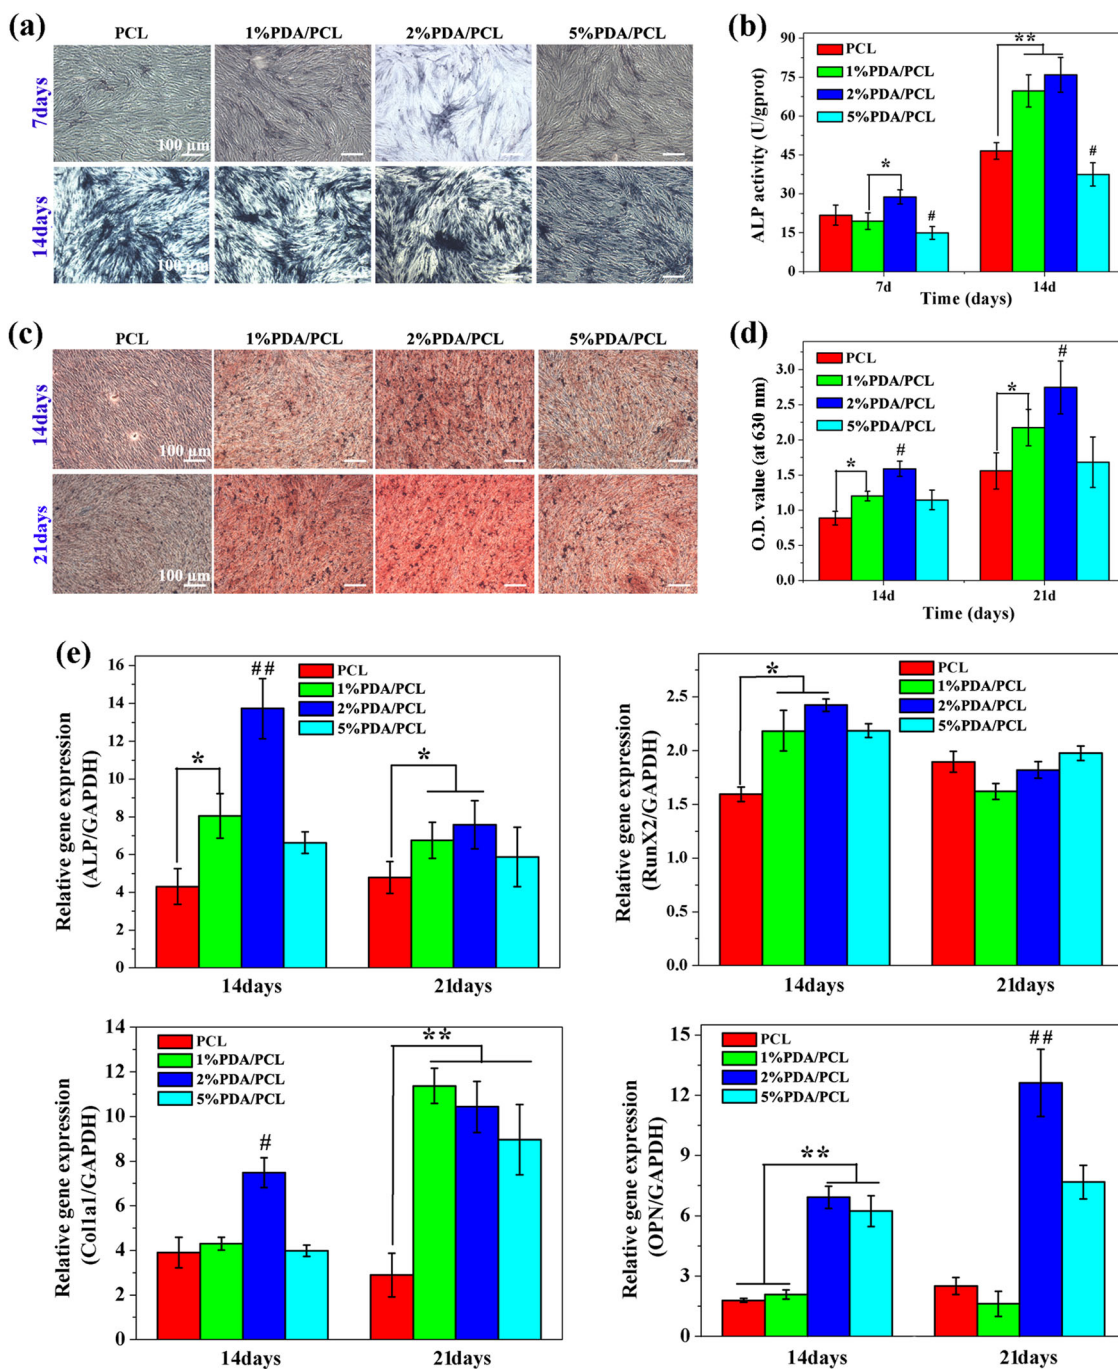 (a)
PCL 1%PDA/PCL 2%PDA/PCL 5%PDA/PCL
7days
100 μm
14days
100 μm
(b)
ALP activity (U/gprot)
90
75
60
45
30
15
0
PCL
1%PDA/PCL
2%PDA/PCL
5%PDA/PCL
*
#
**
#
7d 14d
Time (days)
(c)
PCL 1%PDA/PCL 2%PDA/PCL 5%PDA/PCL
14days
100 μm
21days
100 μm
(d)
O.D. value (at 630 nm)
3.0
2.5
2.0
1.5
1.0
0.5
0.0
PCL
1%PDA/PCL
2%PDA/PCL
5%PDA/PCL
*
#
*
#
14d 21d
Time (days)
(e)
Relative gene expression
(ALP/GAPDH)
16
14
12
10
8
6
4
2
0
PCL
1%PDA/PCL
2%PDA/PCL
5%PDA/PCL
*
##
*
14days 21days
Relative gene expression
(RunX2/GAPDH)
2.5
2.0
1.5
1.0
0.5
0.0
PCL
1%PDA/PCL
2%PDA/PCL
5%PDA/PCL
*
14days 21days
Relative gene expression
(Col1a1/GAPDH)
14
12
10
8
6
4
2
0
PCL
1%PDA/PCL
2%PDA/PCL
5%PDA/PCL
#
**
14days 21days
Relative gene expression
(OPN/GAPDH)
15
12
9
6
3
0
PCL
1%PDA/PCL
2%PDA/PCL
5%PDA/PCL
**
##
14days 21days